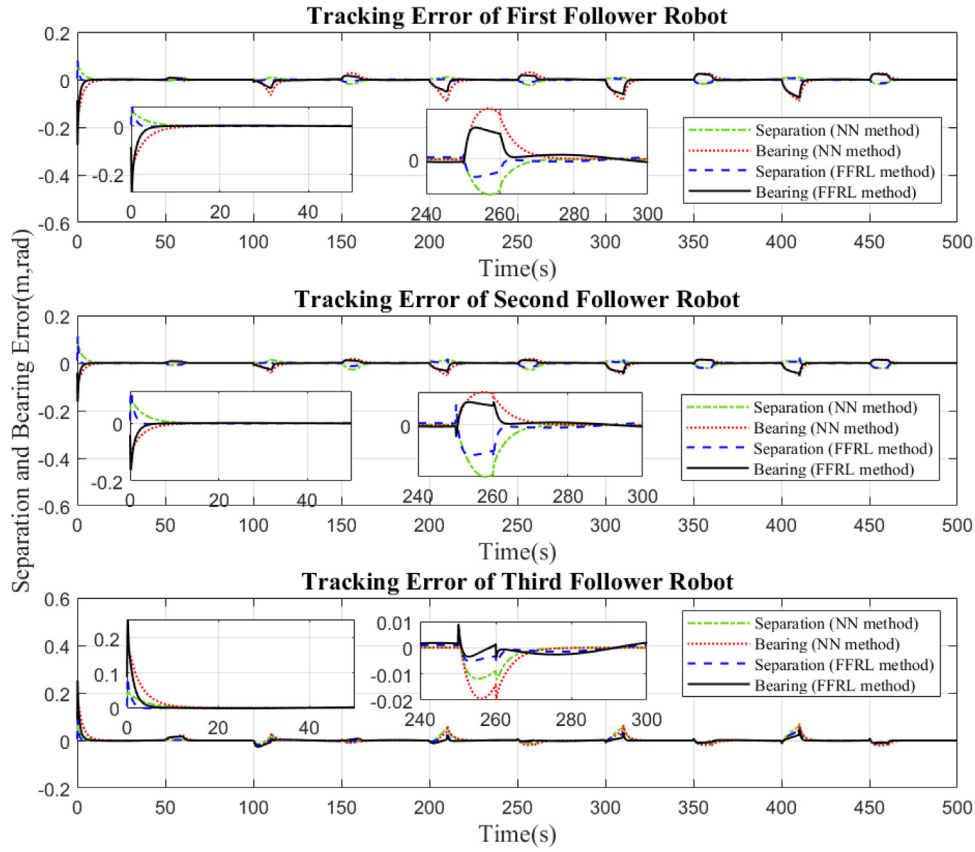 Tracking Error of First Follower Robot
0.2
0
-0.2
-0.4
-0.6
0
-0.2
0 20 40
0
240 260 280 300
Separation (NN method)
Bearing (NN method)
Separation (FFRL method)
Bearing (FFRL method)
0 50 100 150 200 250 300 350 400 450 500
Time(s)
Separation and Bearing Error(m,rad)
Tracking Error of Second Follower Robot
0.2
0
-0.2
-0.4
-0.6
0
-0.2
0 20 40
0
240 260 280 300
Separation (NN method)
Bearing (NN method)
Separation (FFRL method)
Bearing (FFRL method)
0 50 100 150 200 250 300 350 400 450 500
Time(s)
Tracking Error of Third Follower Robot
0.6
0.4
0.2
0
-0.2
0.2
0.1
0
0 20 40
0.01
0
-0.01
-0.02
240 260 280 300
Separation (NN method)
Bearing (NN method)
Separation (FFRL method)
Bearing (FFRL method)
0 50 100 150 200 250 300 350 400 450 500
Time(s)